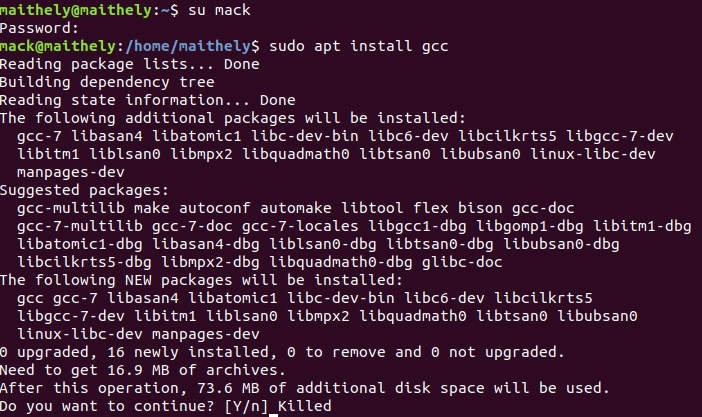 maithely@maithely:~$ su mack
Password:
mack@maithely:/home/maithely$ sudo apt install gcc
Reading package lists... Done
Building dependency tree
Reading state information... Done
The following additional packages will be installed:
  gcc-7 libasan4 libatomic1 libc-dev-bin libc6-dev libcilkrts5 libgcc-7-dev
  libitm1 liblsan0 libmpx2 libquadmath0 libtsan0 libubsan0 linux-libc-dev
  manpages-dev
Suggested packages:
  gcc-multilib make autoconf automake libtool flex bison gcc-doc
  gcc-7-multilib gcc-7-doc gcc-7-locales libgcc1-dbg libgomp1-dbg libitm1-dbg
  libatomic1-dbg libasan4-dbg liblsan0-dbg libtsan0-dbg libubsan0-dbg
  libcilkrts5-dbg libmpx2-dbg libquadmath0-dbg glibc-doc
The following NEW packages will be installed:
  gcc gcc-7 libasan4 libatomic1 libc-dev-bin libc6-dev libcilkrts5
  libgcc-7-dev libitm1 liblsan0 libmpx2 libquadmath0 libtsan0 libubsan0
  linux-libc-dev manpages-dev
0 upgraded, 16 newly installed, 0 to remove and 0 not upgraded.
Need to get 16.9 MB of archives.
After this operation, 73.6 MB of additional disk space will be used.
Do you want to continue? [Y/n] Killed